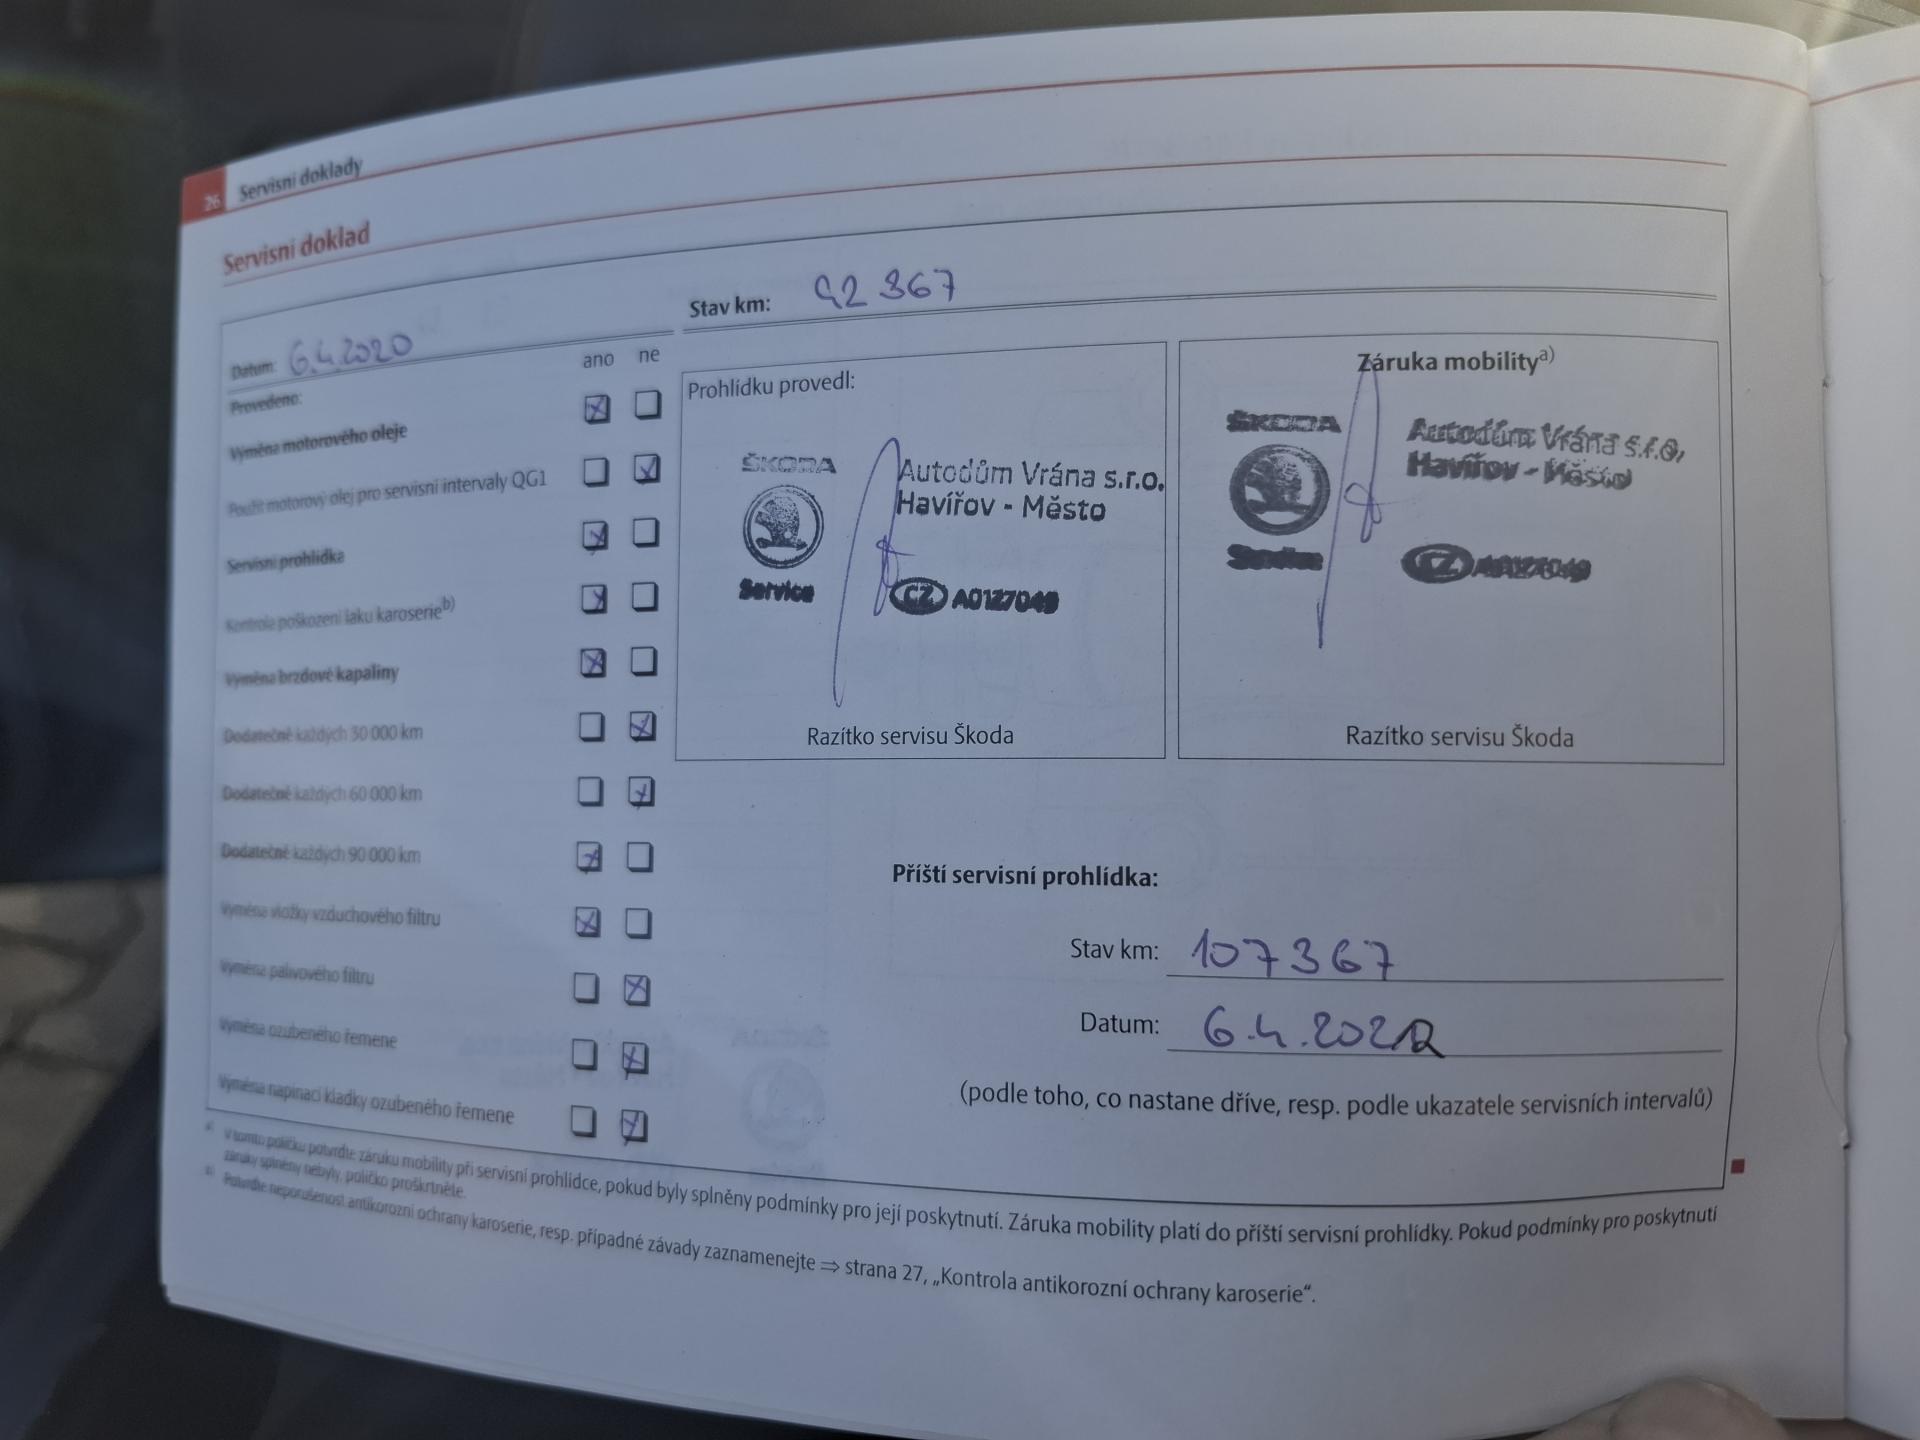 26 Servisní doklady
Servisní doklad
Datum: 6.4.2020
Stav km: 92 367
ano ne
Provedeno:
Výměna motorového oleje
Použit motorový olej pro servisní intervaly QG1
Servisní prohlídka
Kontrola poškození laku karoserie b)
Výměna brzdové kapaliny
Dodatečně každých 30 000 km
Dodatečně každých 60 000 km
Dodatečně každých 90 000 km
Výměna vložky vzduchového filtru
Výměna palivového filtru
Výměna ozubeného řemene
Výměna napínací kladky ozubeného řemene
Prohlídku provedl:
ŠKODA
Autodům Vrána s.r.o.
Havířov - Město
Service
CZ A0127049
Razítko servisu Škoda
Záruka mobility a)
ŠKODA
Autodům Vrána s.r.o.
Havířov - Město
Service
CZ A0127049
Razítko servisu Škoda
Příští servisní prohlídka:
Stav km: 107 367
Datum: 6.4.2022
(podle toho, co nastane dříve, resp. podle ukazatele servisních intervalů)
a) V tomto políčku potvrďte záruku mobility při servisní prohlídce, pokud byly splněny podmínky pro její poskytnutí. Záruka mobility platí do příští servisní prohlídky. Pokud podmínky pro poskytnutí
záruky splněny nebyly, políčko proškrtněte.
Potvrďte neporušenost antikorozní ochrany karoserie, resp. případné závady zaznamenejte ⇒ strana 27, „Kontrola antikorozní ochrany karoserie“.